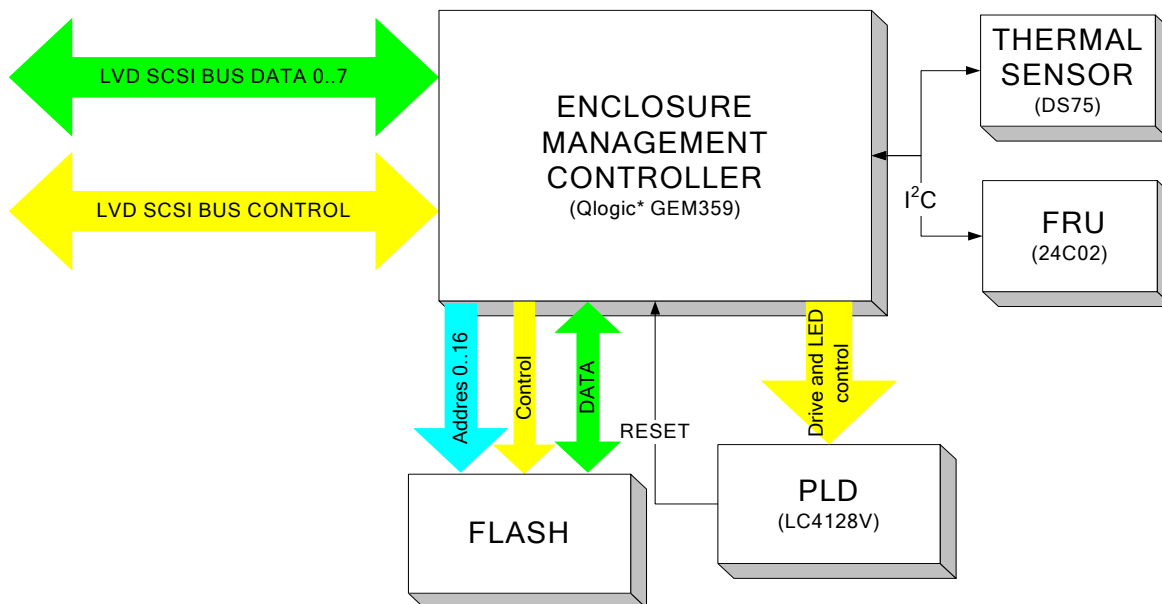 LVD SCSI BUS DATA 0..7
LVD SCSI BUS CONTROL
ENCLOSURE
MANAGEMENT
CONTROLLER
(Qlogic* GEM359)
THERMAL
SENSOR
(DS75)
I²C
FRU
(24C02)
Addres 0..16
Control
DATA
RESET
Drive and LED
control
FLASH
PLD
(LC4128V)